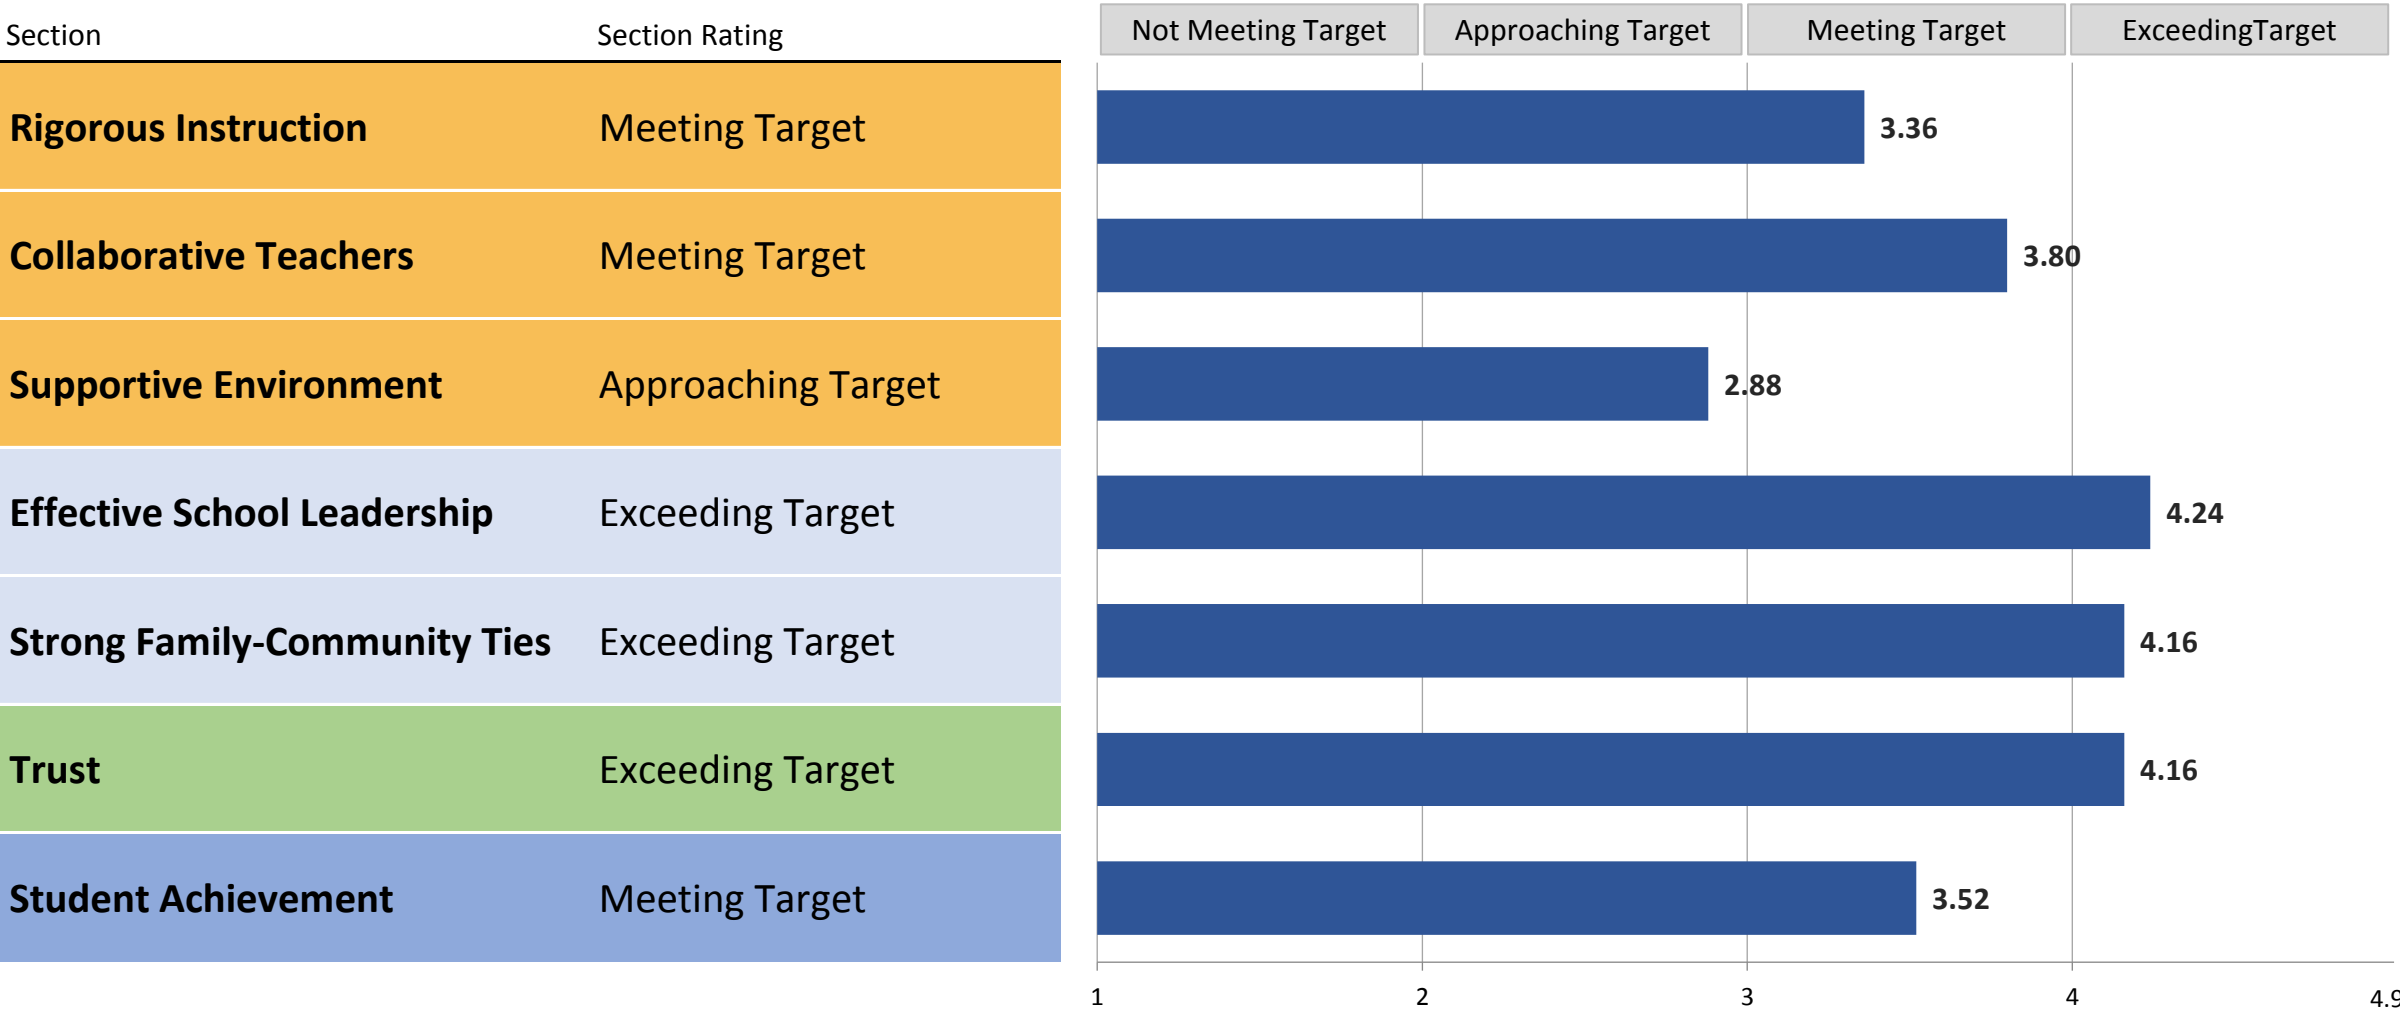 Section Section Rating Not Meeting Target Approaching Target Meeting Target ExceedingTarget
Rigorous Instruction Meeting Target 3.36
Collaborative Teachers Meeting Target 3.80
Supportive Environment Approaching Target 2.88
Effective School Leadership Exceeding Target 4.24
Strong Family-Community Ties Exceeding Target 4.16
Trust Exceeding Target 4.16
Student Achievement Meeting Target 3.52
1 2 3 4 4.9